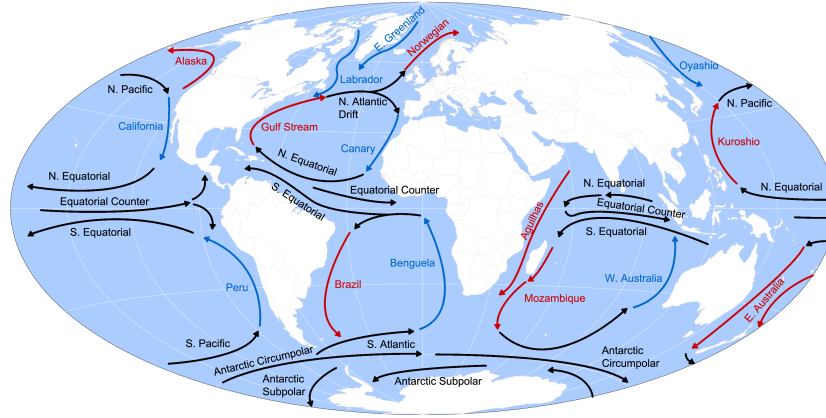 E. Greenland
Norwegian
Alaska
Oyashio
Labrador
N. Pacific
N. Atlantic
Drift
N. Pacific
California
Gulf Stream
Canary
Kuroshio
N. Equatorial
N. Equatorial
N. Equatorial
N. Equatorial
Equatorial Counter
Equatorial Counter
S. Equatorial
Equatorial Counter
Agulhas
S. Equatorial
S. Equatorial
Benguela
Peru
Brazil
W. Australia
Mozambique
E. Australia
S. Pacific
S. Atlantic
Antarctic Circumpolar
Antarctic
Circumpolar
Antarctic
Subpolar
Antarctic Subpolar